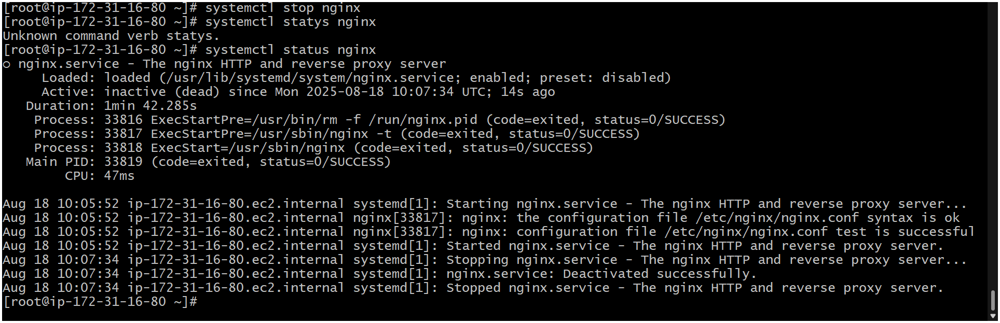 [root@ip-172-31-16-80 ~]# systemctl stop nginx
[root@ip-172-31-16-80 ~]# systemctl statys nginx
Unknown command verb statys.
[root@ip-172-31-16-80 ~]# systemctl status nginx
○ nginx.service - The nginx HTTP and reverse proxy server
     Loaded: loaded (/usr/lib/systemd/system/nginx.service; enabled; preset: disabled)
     Active: inactive (dead) since Mon 2025-08-18 10:07:34 UTC; 14s ago
   Duration: 1min 42.285s
    Process: 33816 ExecStartPre=/usr/bin/rm -f /run/nginx.pid (code=exited, status=0/SUCCESS)
    Process: 33817 ExecStartPre=/usr/sbin/nginx -t (code=exited, status=0/SUCCESS)
    Process: 33818 ExecStart=/usr/sbin/nginx (code=exited, status=0/SUCCESS)
   Main PID: 33819 (code=exited, status=0/SUCCESS)
        CPU: 47ms

Aug 18 10:05:52 ip-172-31-16-80.ec2.internal systemd[1]: Starting nginx.service - The nginx HTTP and reverse proxy server...
Aug 18 10:05:52 ip-172-31-16-80.ec2.internal nginx[33817]: nginx: the configuration file /etc/nginx/nginx.conf syntax is ok
Aug 18 10:05:52 ip-172-31-16-80.ec2.internal nginx[33817]: nginx: configuration file /etc/nginx/nginx.conf test is successful
Aug 18 10:05:52 ip-172-31-16-80.ec2.internal systemd[1]: Started nginx.service - The nginx HTTP and reverse proxy server.
Aug 18 10:07:34 ip-172-31-16-80.ec2.internal systemd[1]: Stopping nginx.service - The nginx HTTP and reverse proxy server...
Aug 18 10:07:34 ip-172-31-16-80.ec2.internal systemd[1]: nginx.service: Deactivated successfully.
Aug 18 10:07:34 ip-172-31-16-80.ec2.internal systemd[1]: Stopped nginx.service - The nginx HTTP and reverse proxy server.
[root@ip-172-31-16-80 ~]#